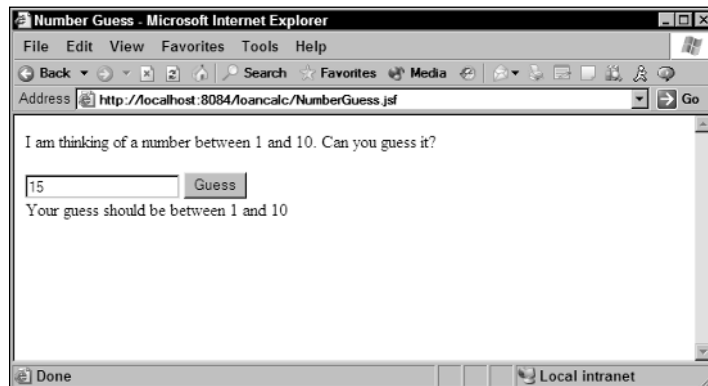 Number Guess - Microsoft Internet Explorer
File Edit View Favorites Tools Help
Back Search Favorites Media
Address http://localhost:8084/loancalc/NumberGuess.jsf Go
I am thinking of a number between 1 and 10. Can you guess it?
15 Guess
Your guess should be between 1 and 10
Done Local intranet